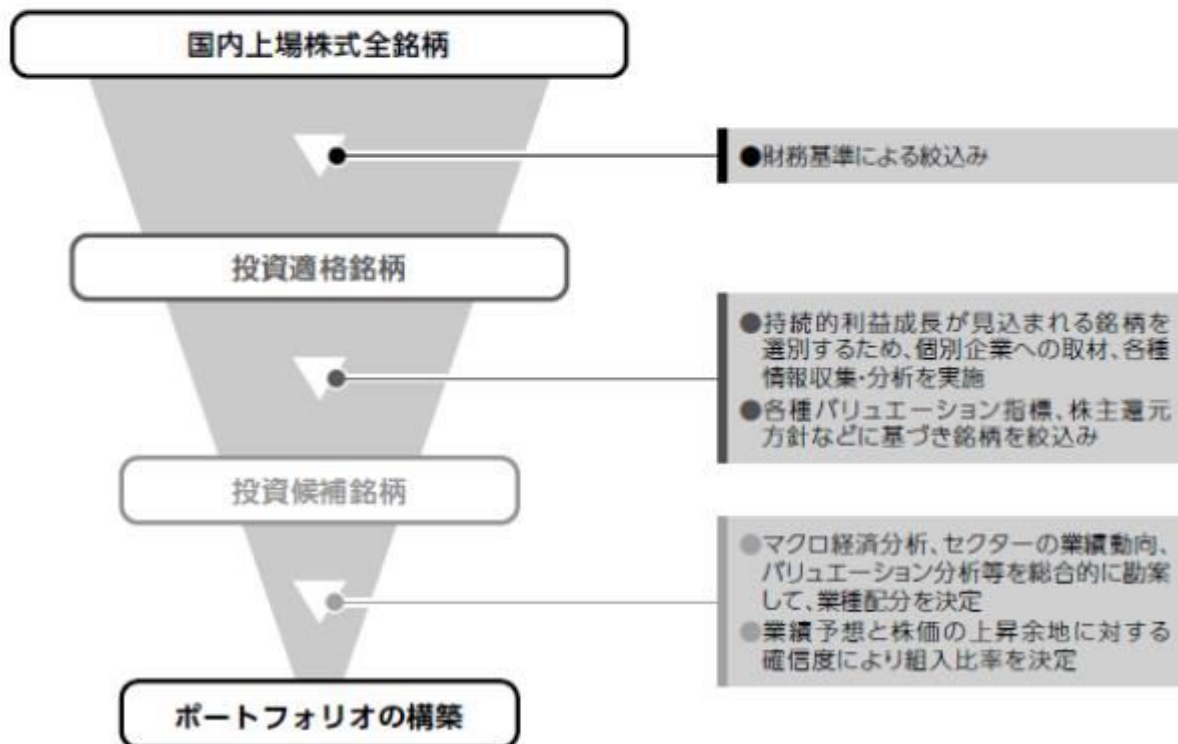 国内上場株式全銘柄
●財務基準による絞込み
投資適格銘柄
●持続的利益成長が見込まれる銘柄を
選別するため、個別企業への取材、各種
情報収集・分析を実施
●各種バリュエーション指標、株主還元
方針などに基づき銘柄を絞込み
投資候補銘柄
●マクロ経済分析、セクターの業績動向、
バリュエーション分析等を総合的に勘案
して、業種配分を決定
●業績予想と株価の上昇余地に対する
確信度により組入比率を決定
ポートフォリオの構築